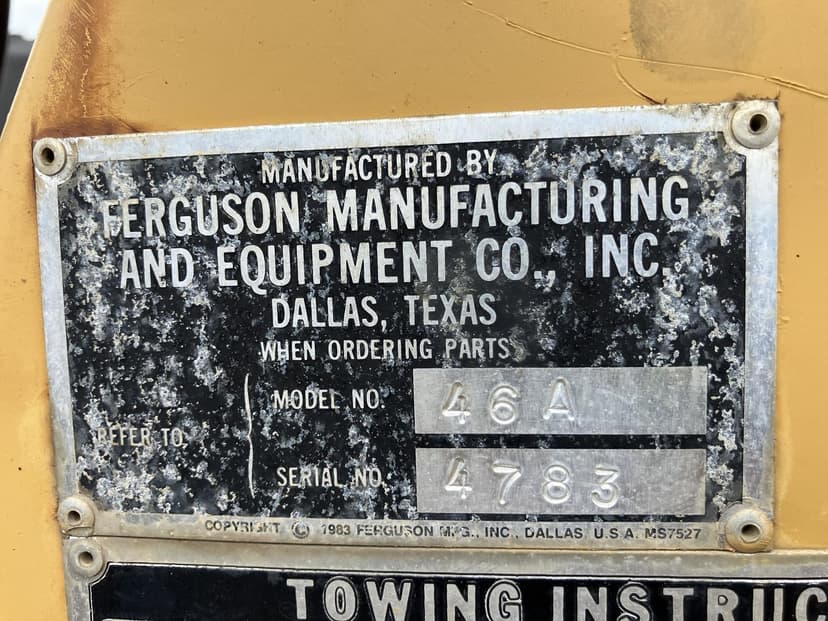 MANUFACTURED BY
FERGUSON MANUFACTURING
AND EQUIPMENT CO., INC.
DALLAS, TEXAS
WHEN ORDERING PARTS
REFER TO
MODEL NO. 46A
SERIAL NO. 4783
COPYRIGHT © 1983 FERGUSON MFG., INC., DALLAS, U.S.A. MS7527
TOWING INSTRUC